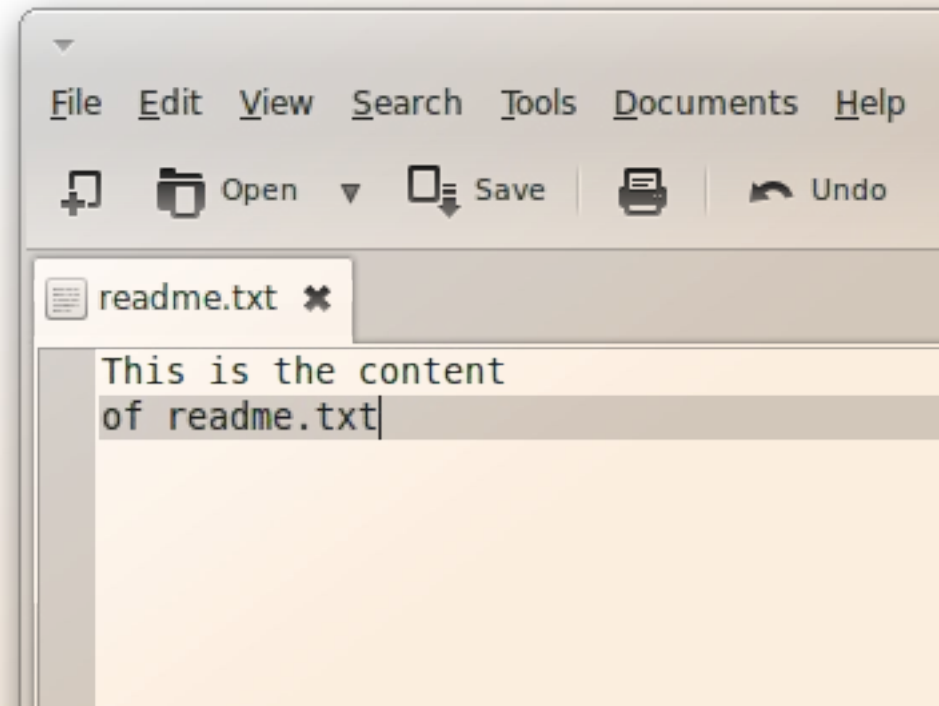 File Edit View Search Tools Documents Help
Open Save Undo
readme.txt
This is the content
of readme.txt